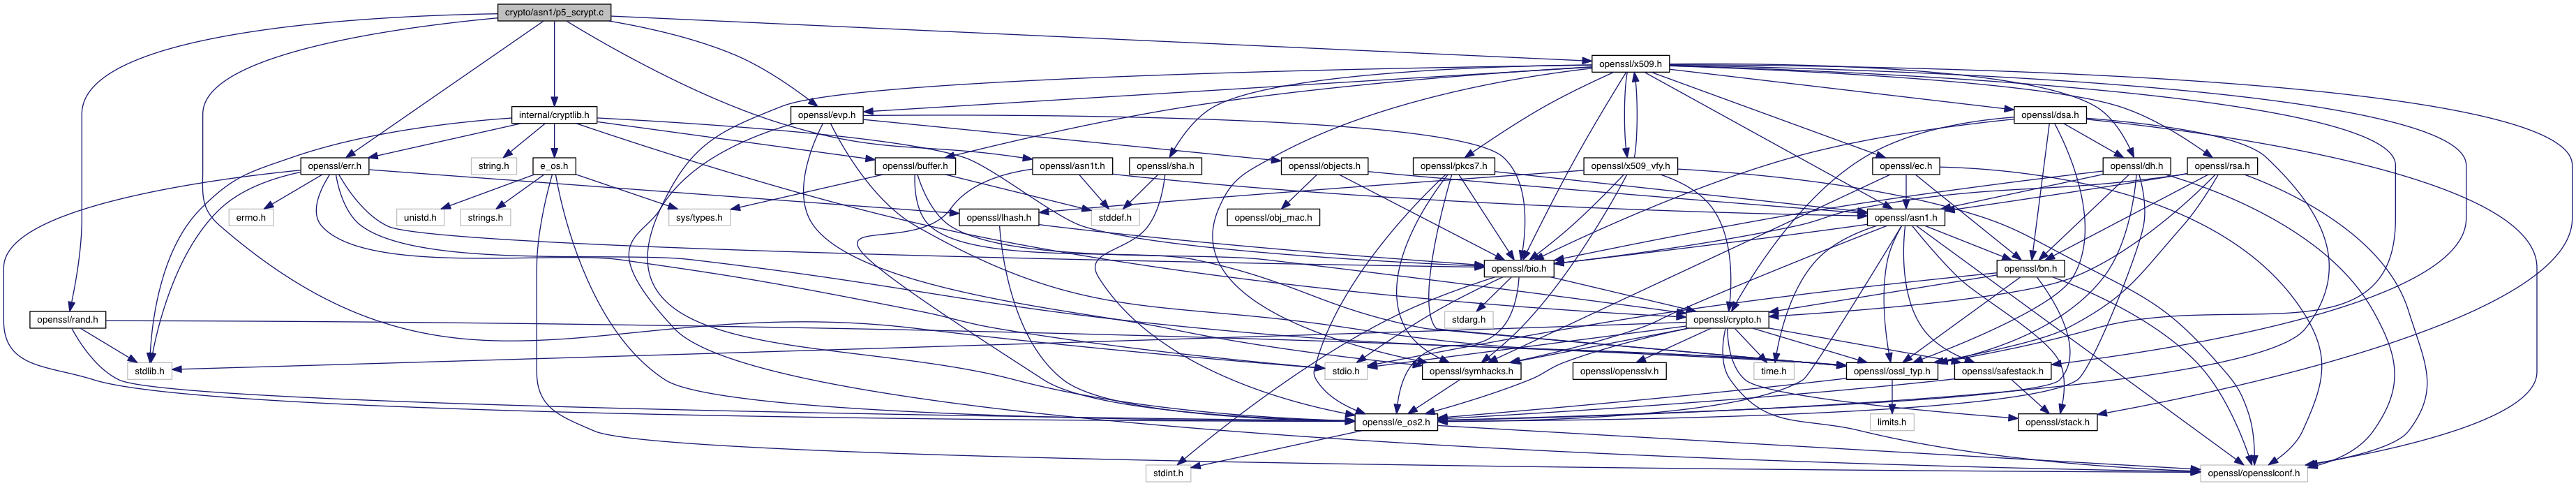 crypto/asn1/p5_scrypt.c
openssl/x509.h
internal/cryptlib.h
openssl/evp.h
openssl/dsa.h
openssl/err.h
string.h
e_os.h
openssl/buffer.h
openssl/asn1t.h
openssl/sha.h
openssl/objects.h
openssl/pkcs7.h
openssl/x509_vfy.h
openssl/ec.h
openssl/dh.h
openssl/rsa.h
errno.h
unistd.h
strings.h
sys/types.h
openssl/lhash.h
stddef.h
openssl/obj_mac.h
openssl/asn1.h
openssl/bio.h
openssl/bn.h
openssl/rand.h
stdarg.h
openssl/crypto.h
stdlib.h
stdio.h
openssl/symhacks.h
openssl/opensslv.h
time.h
openssl/ossl_typ.h
openssl/safestack.h
openssl/e_os2.h
limits.h
openssl/stack.h
stdint.h
openssl/opensslconf.h